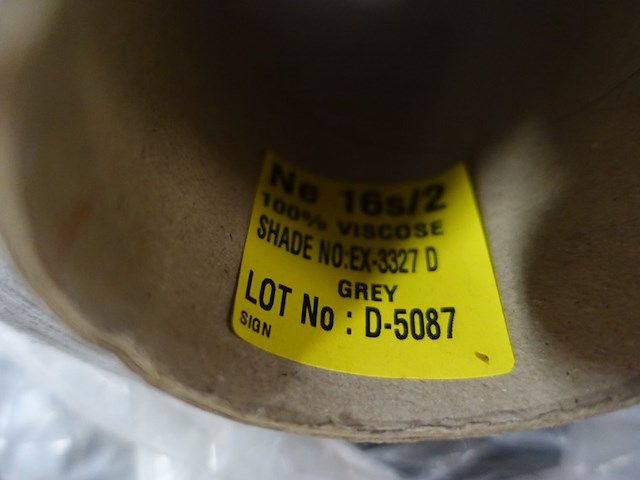 Ne 16s/2
100% VISCOSE
SHADE NO:EX-3327 D
GREY
LOT No : D-5087
SIGN